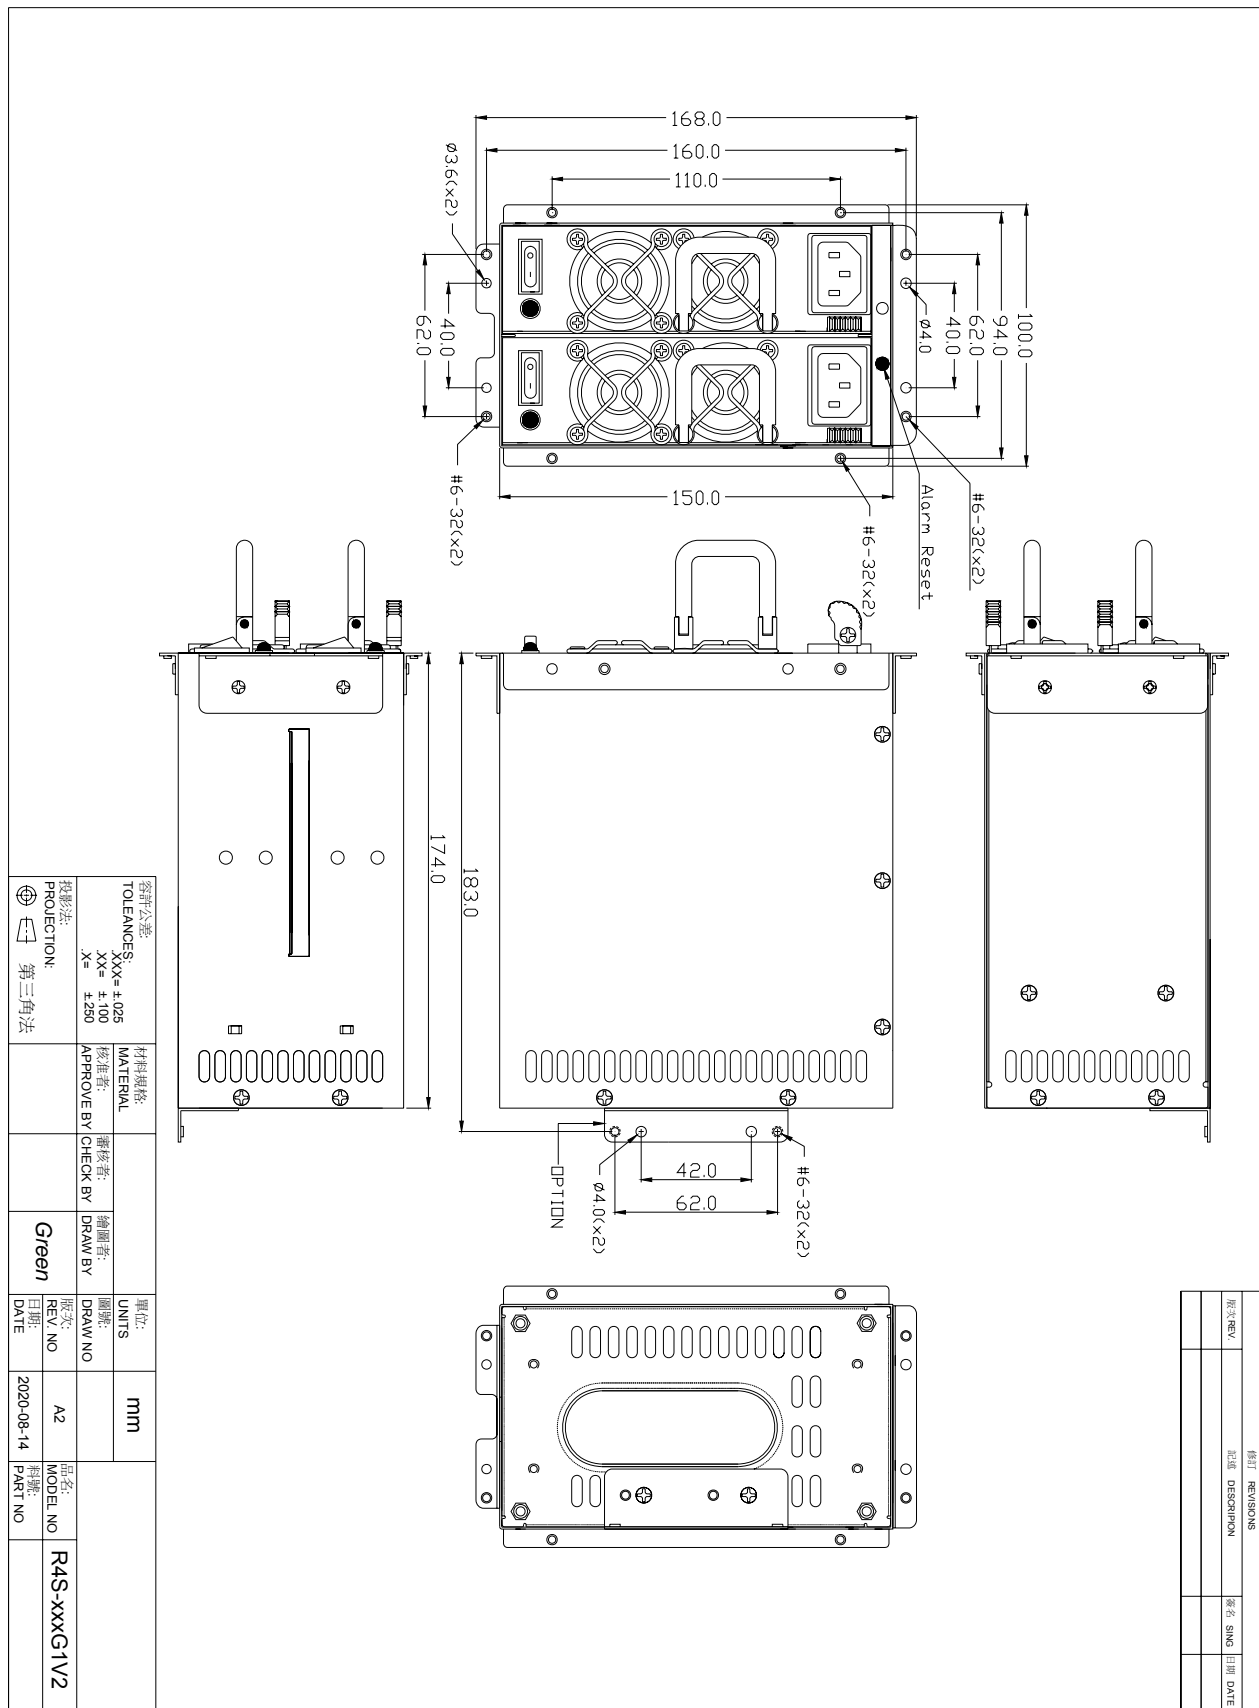 168.0
160.0
110.0
ø3.6(x2)
62.0
40.0
ø4.0
40.0
62.0
94.0
100.0
#6-32(x2)
150.0
#6-32(x2)
Alarm Reset
#6-32(x2)
174.0
183.0
42.0
62.0
OPTION
ø4.0(x2)
#6-32(x2)
容許公差:
TOLEANCES:
.XXX= ±.025
.XX= ±.100
.X= ±.250
投影法:
PROJECTION:
第三角法
材料規格:
MATERIAL
核准者:
APPROVE BY
審核者:
CHECK BY
繪圖者:
DRAW BY
Green
單位:
UNITS
mm
圖號:
DRAW NO
版次:
REV. NO
A2
日期:
DATE
2020-08-14
品名:
MODEL NO
R4S-xxxG1V2
料號:
PART NO
修訂 REVISIONS
版次REV.
記述 DESCRIPION
簽名 SING
日期 DATE